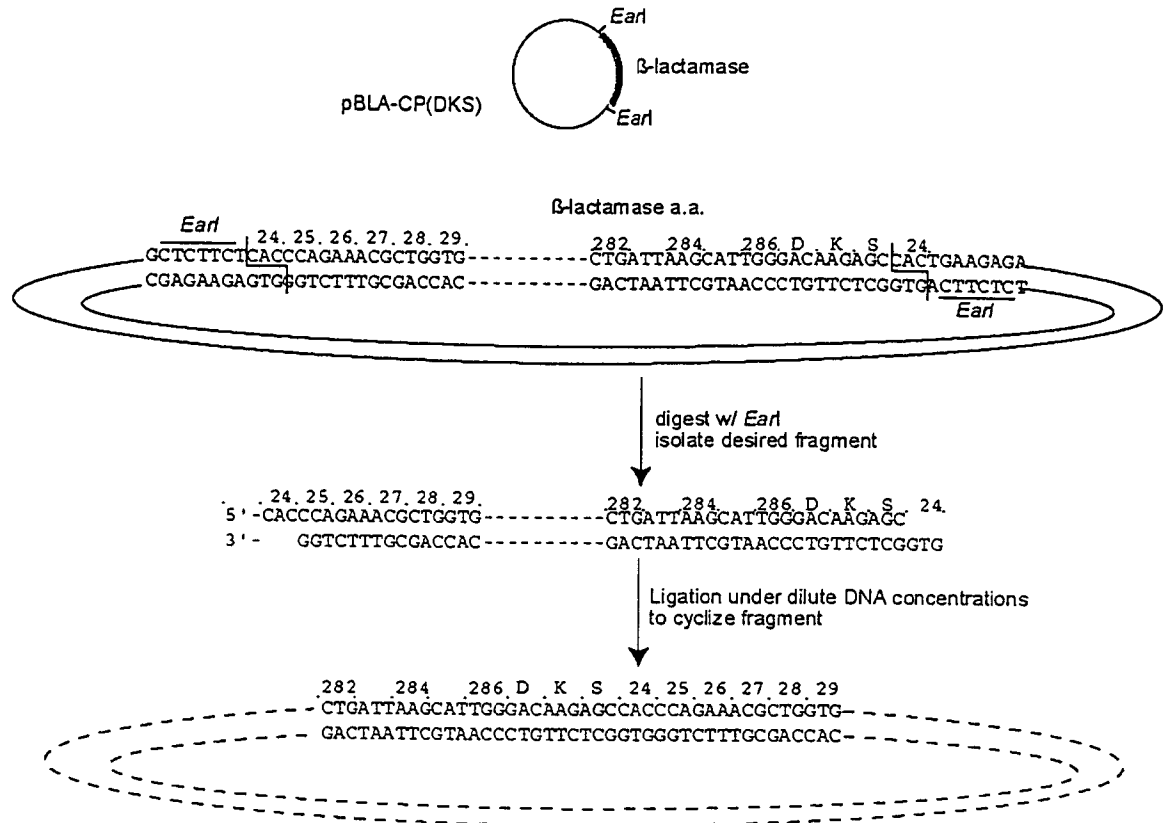 EarI
ß-lactamase
pBLA-CP(DKS)
EarI
ß-lactamase a.a.
EarI
24. 25. 26. 27. 28. 29. .282 . 284 . 286. D . K . S . 24.
GCTCTTCTCACCCAGAAACGCTGGTG----------CTGATTAAGCATTGGGACAAGAGCCACTGAAGAGA
CGAGAAGAGTGGGTCTTTGCGACCAC----------GACTAATTCGTAACCCTGTTCTCGGTGACTTCTCT
EarI
digest w/ EarI
isolate desired fragment
. . 24. 25. 26. 27. 28. 29. .282 . 284 . 286. D . K . S . 24.
5'-CACCCAGAAACGCTGGTG----------CTGATTAAGCATTGGGACAAGAGC
3'- GGTCTTTGCGACCAC----------GACTAATTCGTAACCCTGTTCTCGGTG
Ligation under dilute DNA concentrations
to cyclize fragment
.282 . 284 . 286. D . K . S . 24 . 25 . 26 . 27 . 28 . 29
CTGATTAAGCATTGGGACAAGAGCCACCCAGAAACGCTGGTG
GACTAATTCGTAACCCTGTTCTCGGTGGGTCTTTGCGACCAC